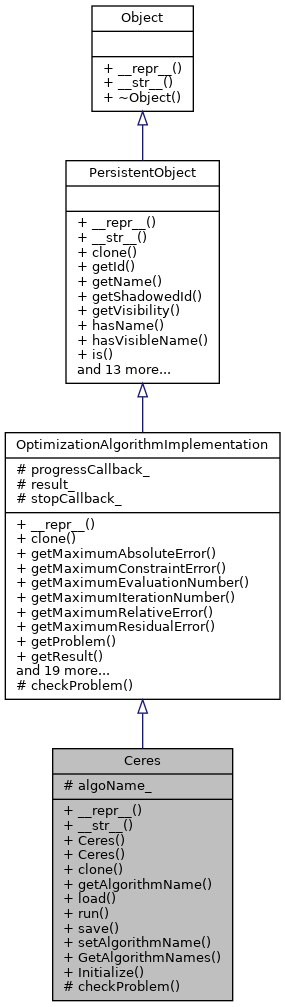 Object
+ __repr__()
+ __str__()
+ ~Object()
PersistentObject
+ __repr__()
+ __str__()
+ clone()
+ getId()
+ getName()
+ getShadowedId()
+ getVisibility()
+ hasName()
+ hasVisibleName()
+ is()
and 13 more...
OptimizationAlgorithmImplementation
# progressCallback_
# result_
# stopCallback_
+ __repr__()
+ clone()
+ getMaximumAbsoluteError()
+ getMaximumConstraintError()
+ getMaximumEvaluationNumber()
+ getMaximumIterationNumber()
+ getMaximumRelativeError()
+ getMaximumResidualError()
+ getProblem()
+ getResult()
and 19 more...
# checkProblem()
Ceres
# algoName_
+ __repr__()
+ __str__()
+ Ceres()
+ Ceres()
+ clone()
+ getAlgorithmName()
+ load()
+ run()
+ save()
+ setAlgorithmName()
+ GetAlgorithmNames()
+ Initialize()
# checkProblem()